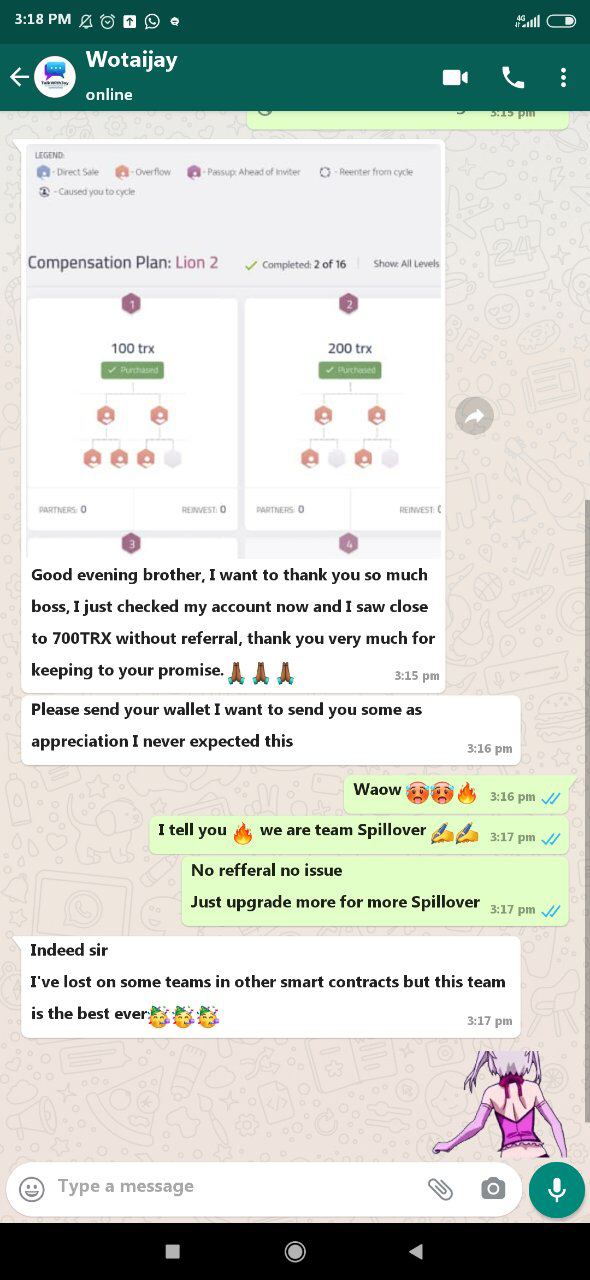 3:18 PM
4G
Wotaijay
online
3:15 pm
LEGEND:
- Direct Sale - Overflow - Passup: Ahead of Inviter - Reenter from cycle
- Caused you to cycle
Compensation Plan: Lion 2 Completed: 2 of 16 Show: All Levels
1 2
100 trx 200 trx
Purchased Purchased
PARTNERS: 0 REINVEST: 0 PARTNERS: 0 REINVEST: 0
3 4
Good evening brother, I want to thank you so much
boss, I just checked my account now and I saw close
to 700TRX without referral, thank you very much for
keeping to your promise.🙏🏾🙏🏾🙏🏾
3:15 pm
Please send your wallet I want to send you some as
appreciation I never expected this
3:16 pm
Waow 🥵🥵🔥 3:16 pm
I tell you 🔥 we are team Spillover ✍️✍️ 3:17 pm
No refferal no issue
Just upgrade more for more Spillover 3:17 pm
Indeed sir
I've lost on some teams in other smart contracts but this team
is the best ever🥳🥳🥳
3:17 pm
Type a message